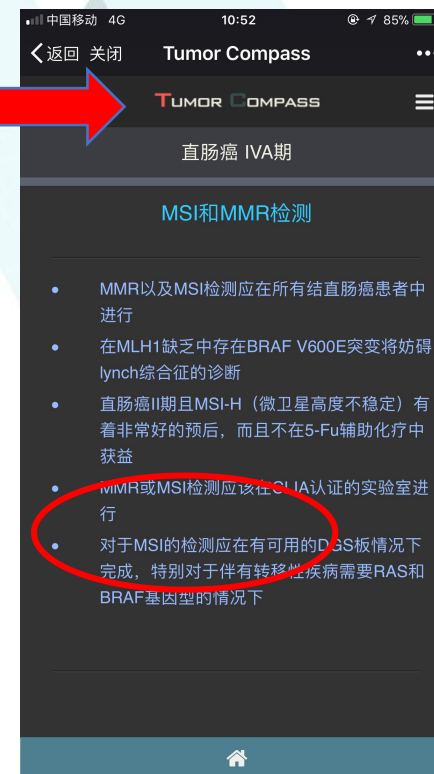 中国移动 4G 10:52 85%
返回 关闭 Tumor Compass
TUMOR COMPASS
直肠癌 IVA期
MSI和MMR检测
MMR以及MSI检测应在所有结直肠癌患者中
进行
在MLH1缺乏中存在BRAF V600E突变将妨碍
lynch综合征的诊断
直肠癌II期且MSI-H（微卫星高度不稳定）有
着非常好的预后，而且不在5-Fu辅助化疗中
获益
MMR或MSI检测应该在CLIA认证的实验室进
行
对于MSI的检测应在有可用的DGS板情况下
完成，特别对于伴有转移性疾病需要RAS和
BRAF基因型的情况下